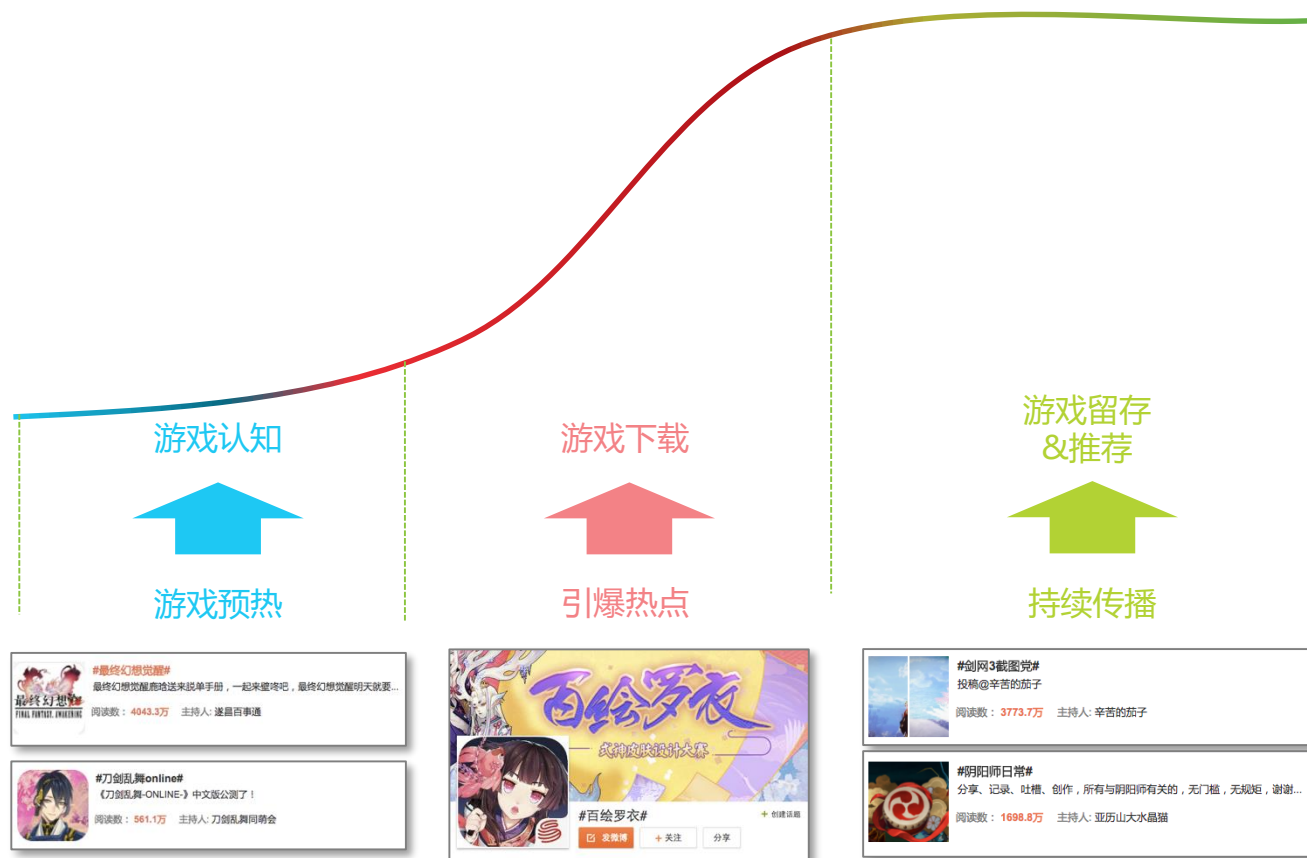 游戏认知
游戏下载
游戏留存
&推荐
游戏预热
引爆热点
持续传播
#最终幻想觉醒#
最终幻想觉醒鹿晗送来脱单手册，一起来壁咚吧，最终幻想觉醒明天就要...
阅读数： 4043.3万 主持人: 遂昌百事通
最终幻想
FINAL FANTASY AWAKENING
#刀剑乱舞online#
《刀剑乱舞-ONLINE-》中文版公测了！
阅读数： 561.1万 主持人: 刀剑乱舞同萌会
百绘罗衣
式神皮肤设计大赛
#百绘罗衣#
+ 创建话题
发微博
+ 关注
分享
#剑网3截图党#
投稿@辛苦的茄子
阅读数： 3773.7万 主持人: 辛苦的茄子
#阴阳师日常#
分享、记录、吐槽、创作，所有与阴阳师有关的，无门槛，无规矩，谢谢...
阅读数： 1698.8万 主持人: 亚历山大水晶猫